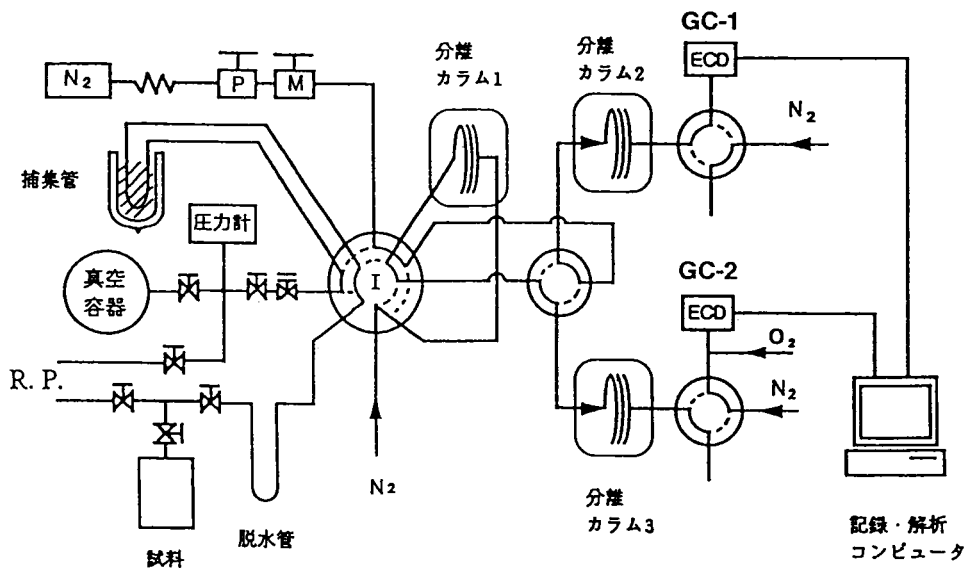 GC-1
分離
カラム1
分離
カラム2
ECD
N₂
P
M
N₂
捕集管
圧力計
真空
容器
I
GC-2
ECD
O₂
N₂
R. P.
N₂
分離
カラム3
試料
脱水管
記録・解析
コンピュータ